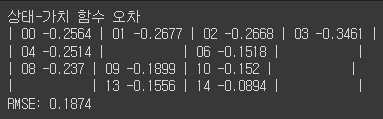 상태-가치 함수 오차
| 00 -0.2564 | 01 -0.2677 | 02 -0.2668 | 03 -0.3461 |
| 04 -0.2514 |            | 06 -0.1518 |            |
| 08 -0.237 | 09 -0.1899 | 10 -0.152 |            |
|            | 13 -0.1556 | 14 -0.0894 |            |
RMSE: 0.1874